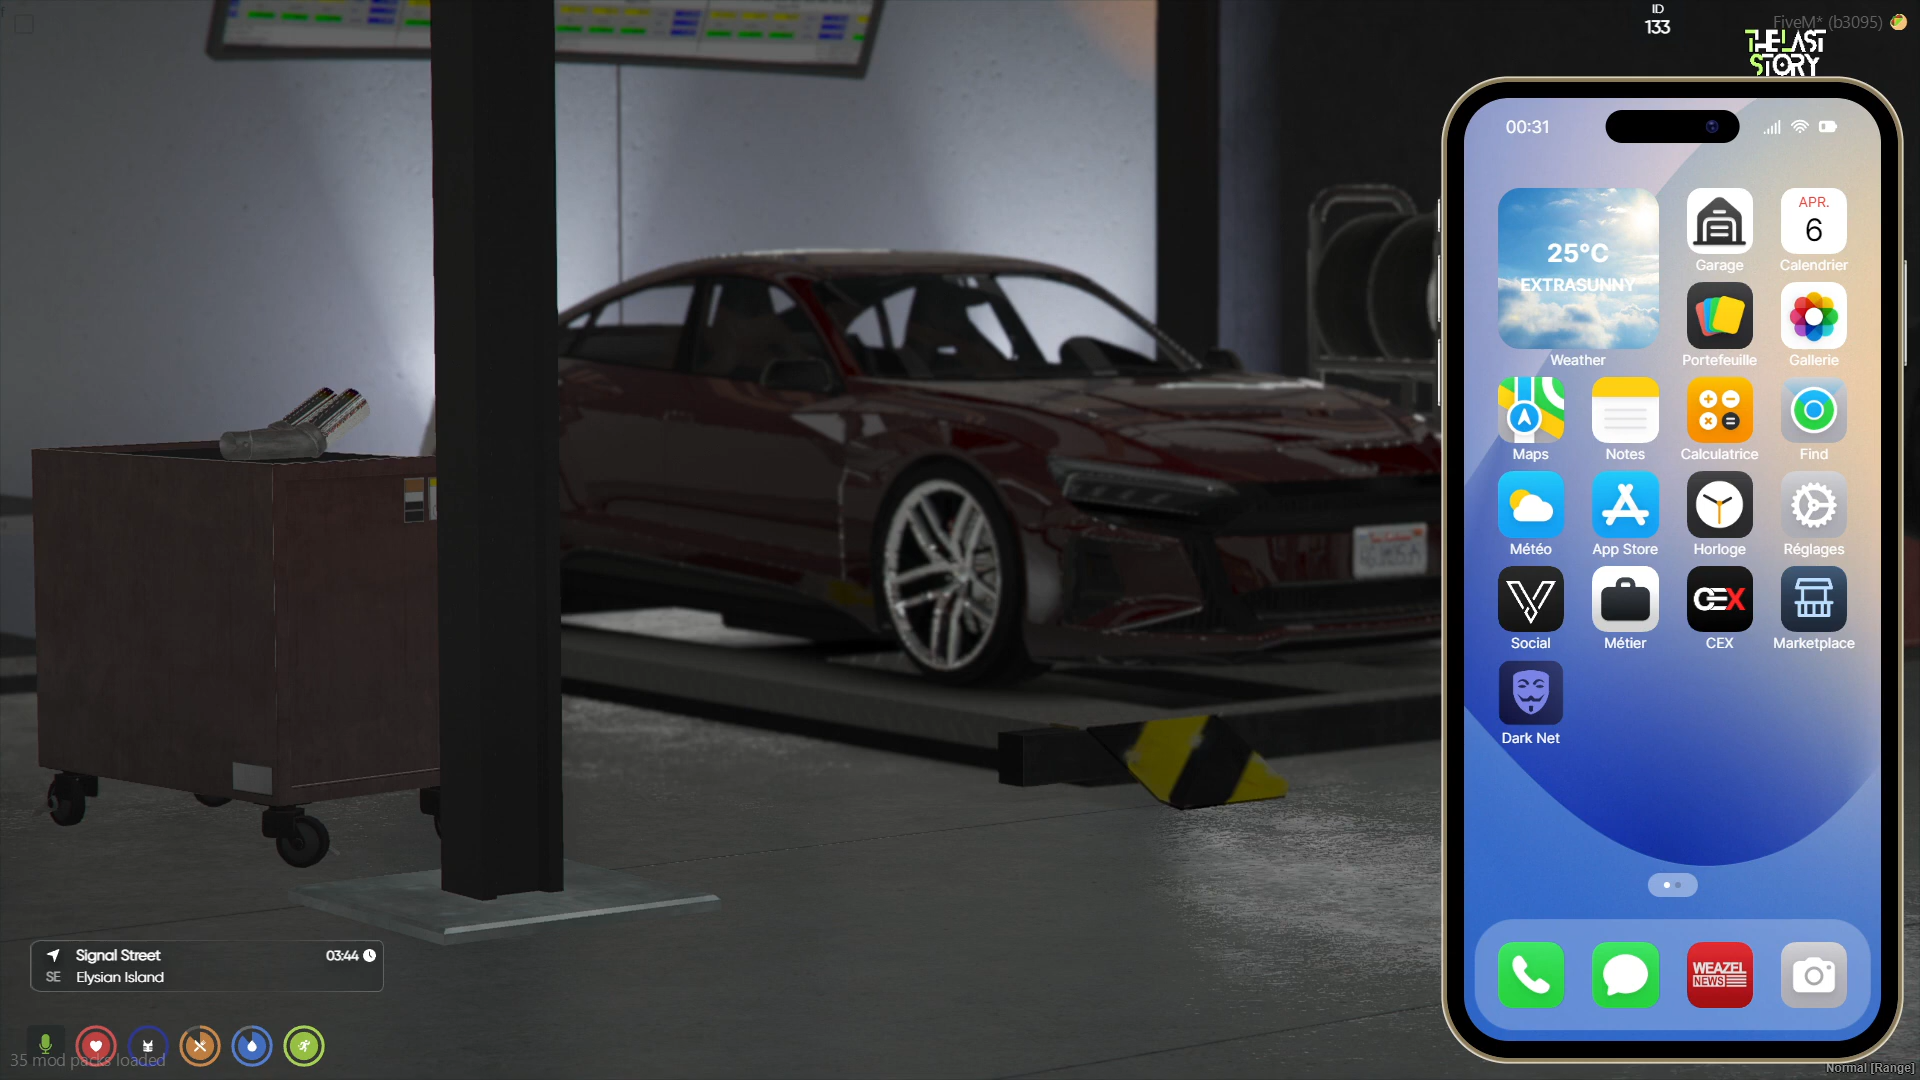 ID
133
FiveM* (b3095)
THE LAST
STORY
00:31
25°C
EXTRASUNNY
Weather
Garage
APR.
6
Calendrier
Portefeuille
Gallerie
Maps
Notes
Calculatrice
Find
Météo
App Store
Horloge
Réglages
Social
Métier
CEX
CEX
Marketplace
Dark Net
WEAZEL
NEWS
Signal Street
03:44
SE
Elysian Island
35 mod packs loaded
Normal [Range]